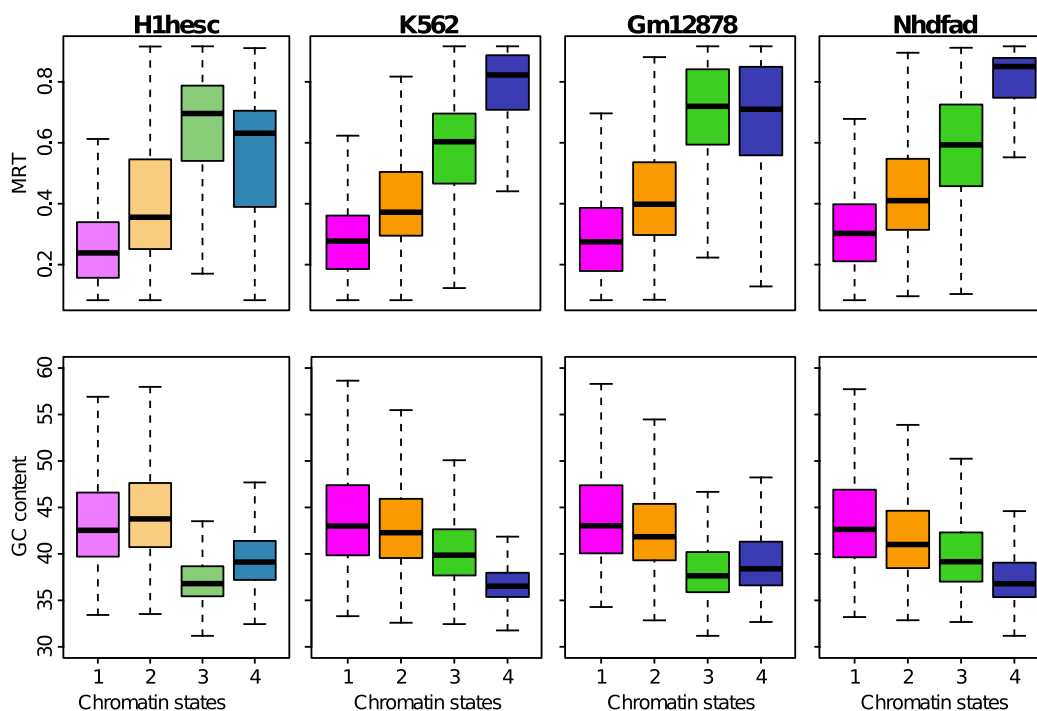 H1hesc K562 Gm12878 Nhdfad
MRT
0.8
0.6
0.4
0.2
GC content
60
55
50
45
40
35
30
1 2 3 4 1 2 3 4 1 2 3 4 1 2 3 4
Chromatin states Chromatin states Chromatin states Chromatin states